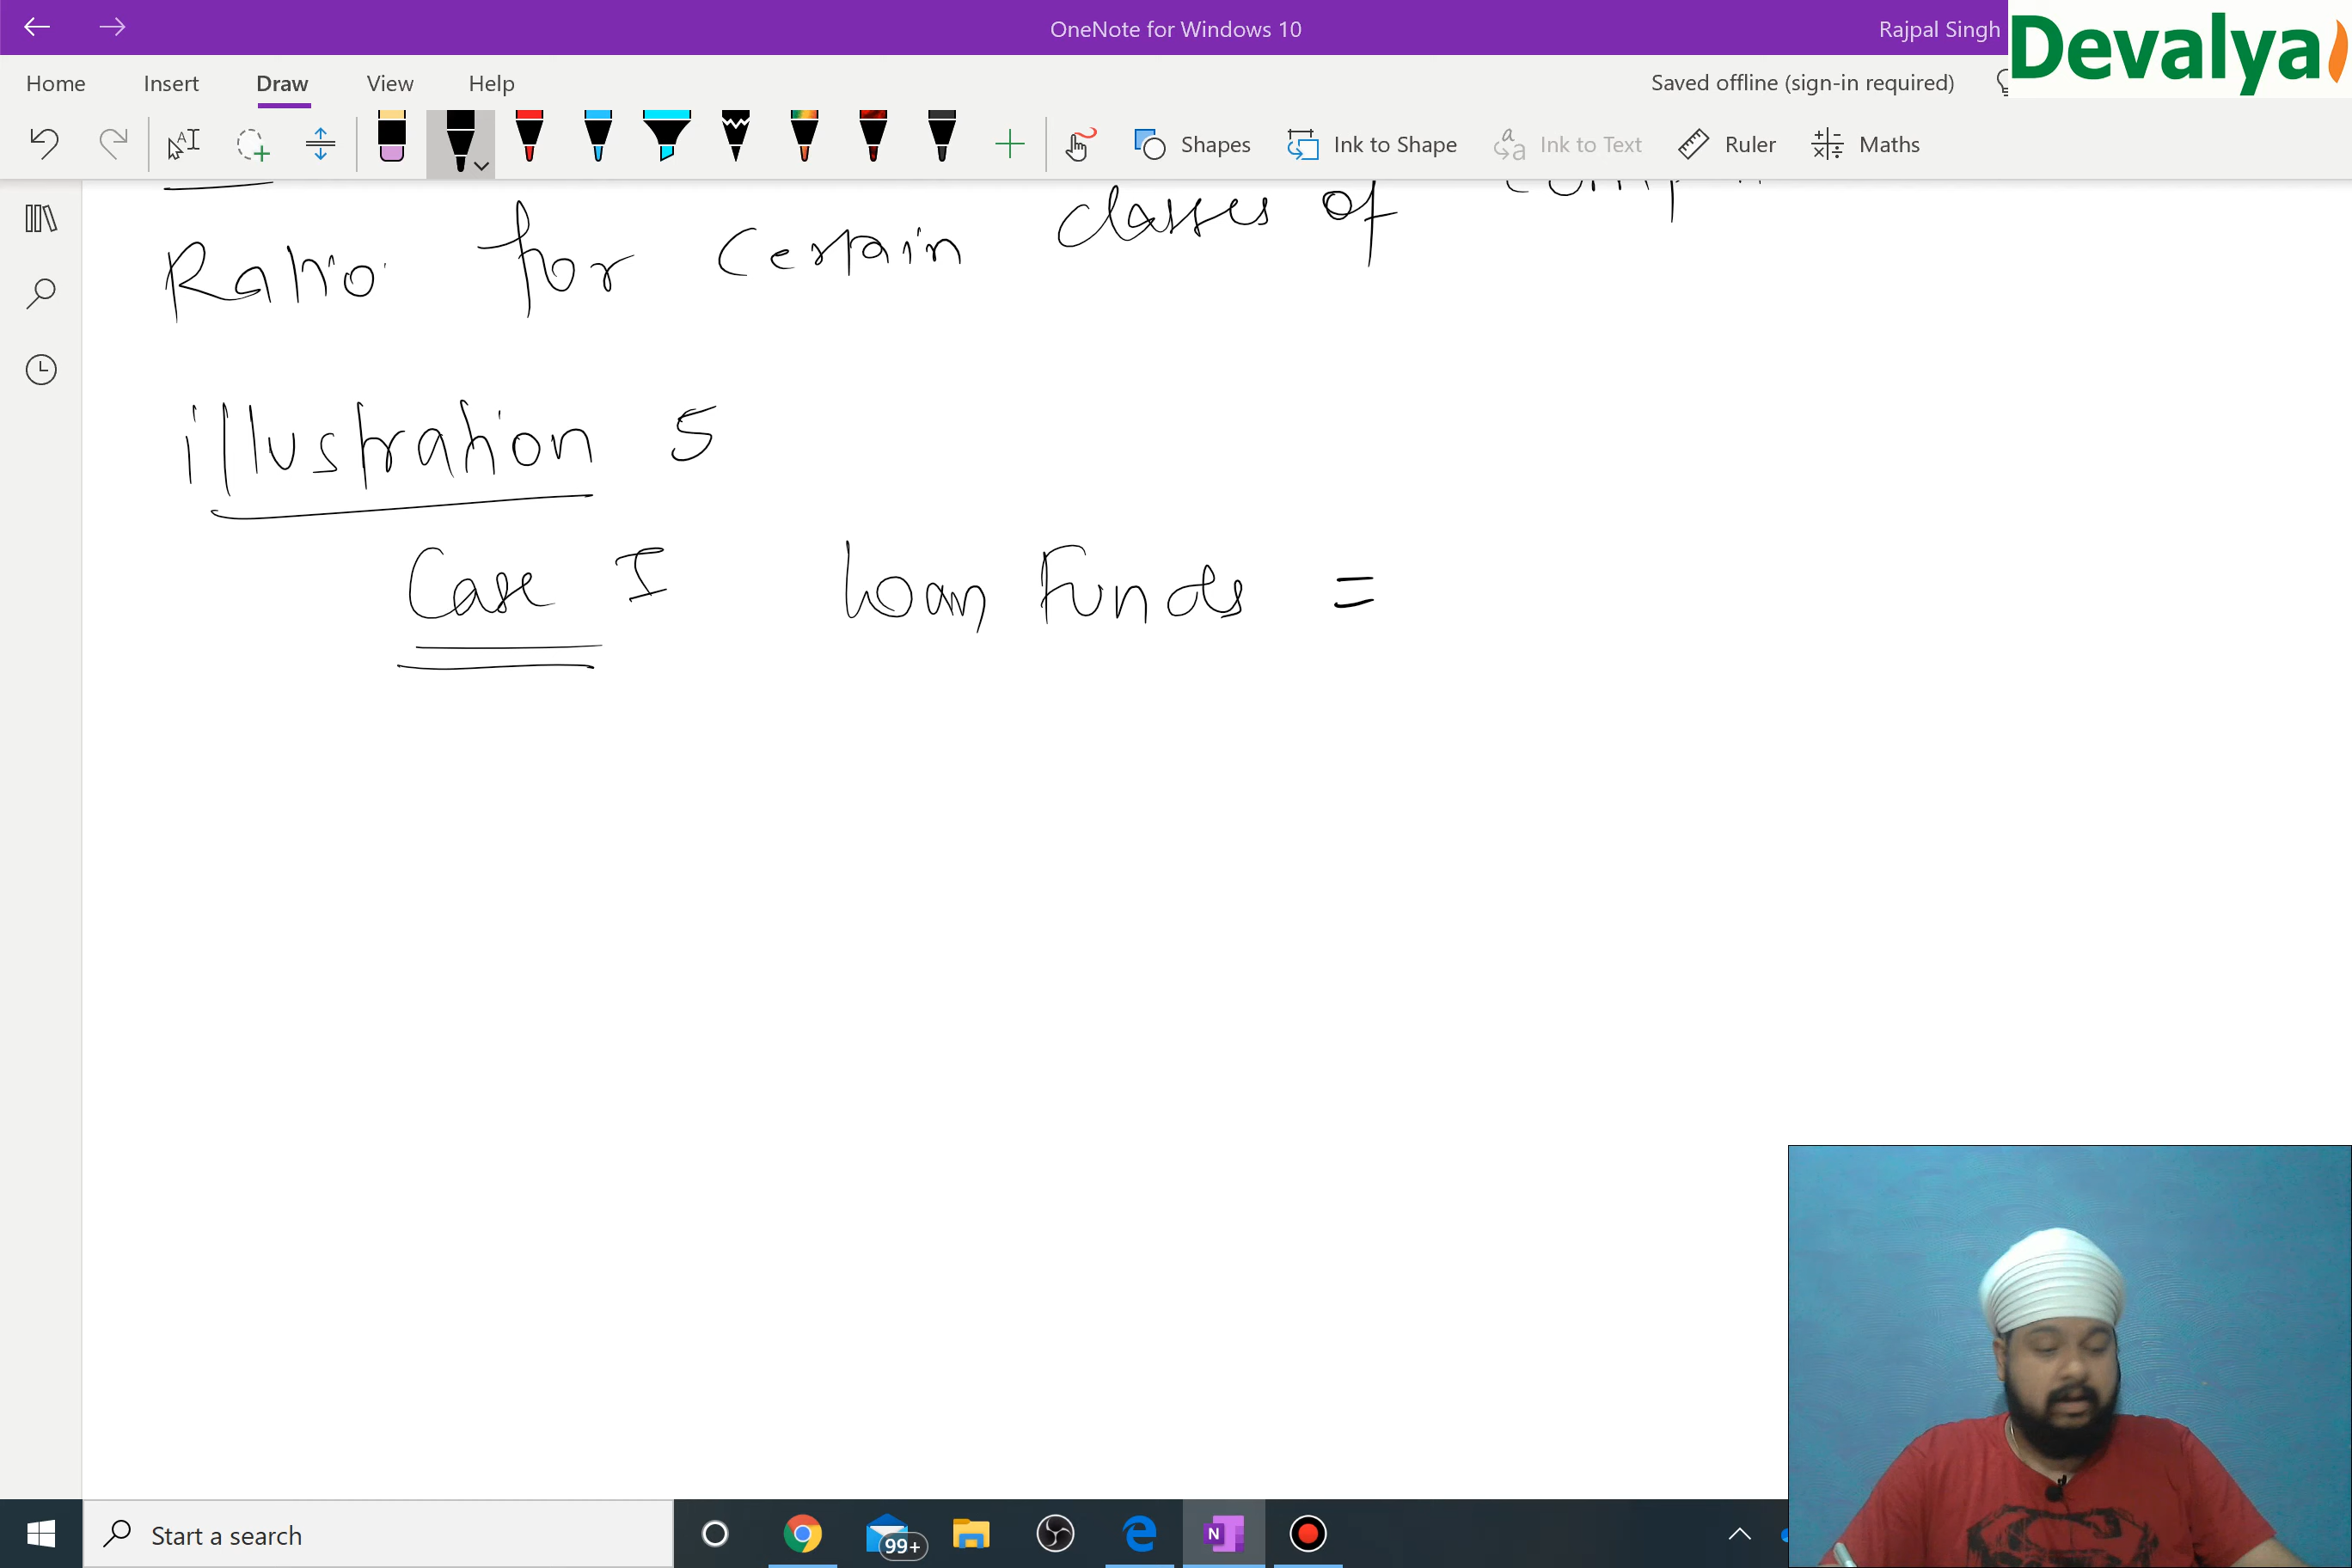 OneNote for Windows 10
Rajpal Singh
Devalya
Home Insert Draw View Help
Saved offline (sign-in required)
Shapes Ink to Shape Ink to Text Ruler Maths
Ratio for certain classes of
illustration 5
Case I Loan Funds =
Start a search
99+